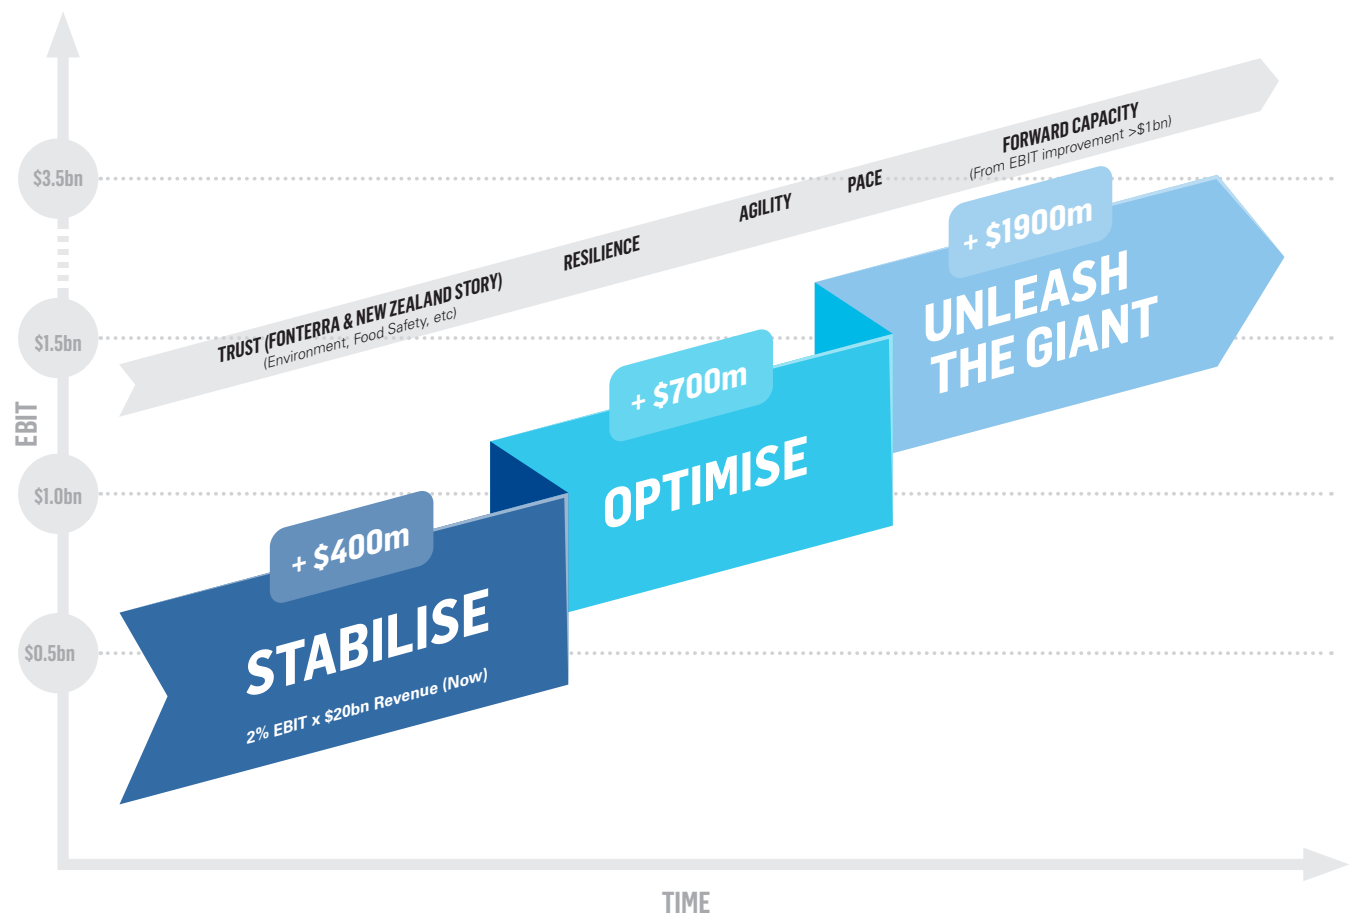 $3.5bn
$1.5bn
$1.0bn
$0.5bn
EBIT
TIME
TRUST (FONTERRA & NEW ZEALAND STORY)
(Environment, Food Safety, etc)
RESILIENCE
AGILITY
PACE
FORWARD CAPACITY
(From EBIT improvement >$1bn)
+ $400m
STABILISE
2% EBIT x $20bn Revenue (Now)
+ $700m
OPTIMISE
+ $1900m
UNLEASH
THE GIANT